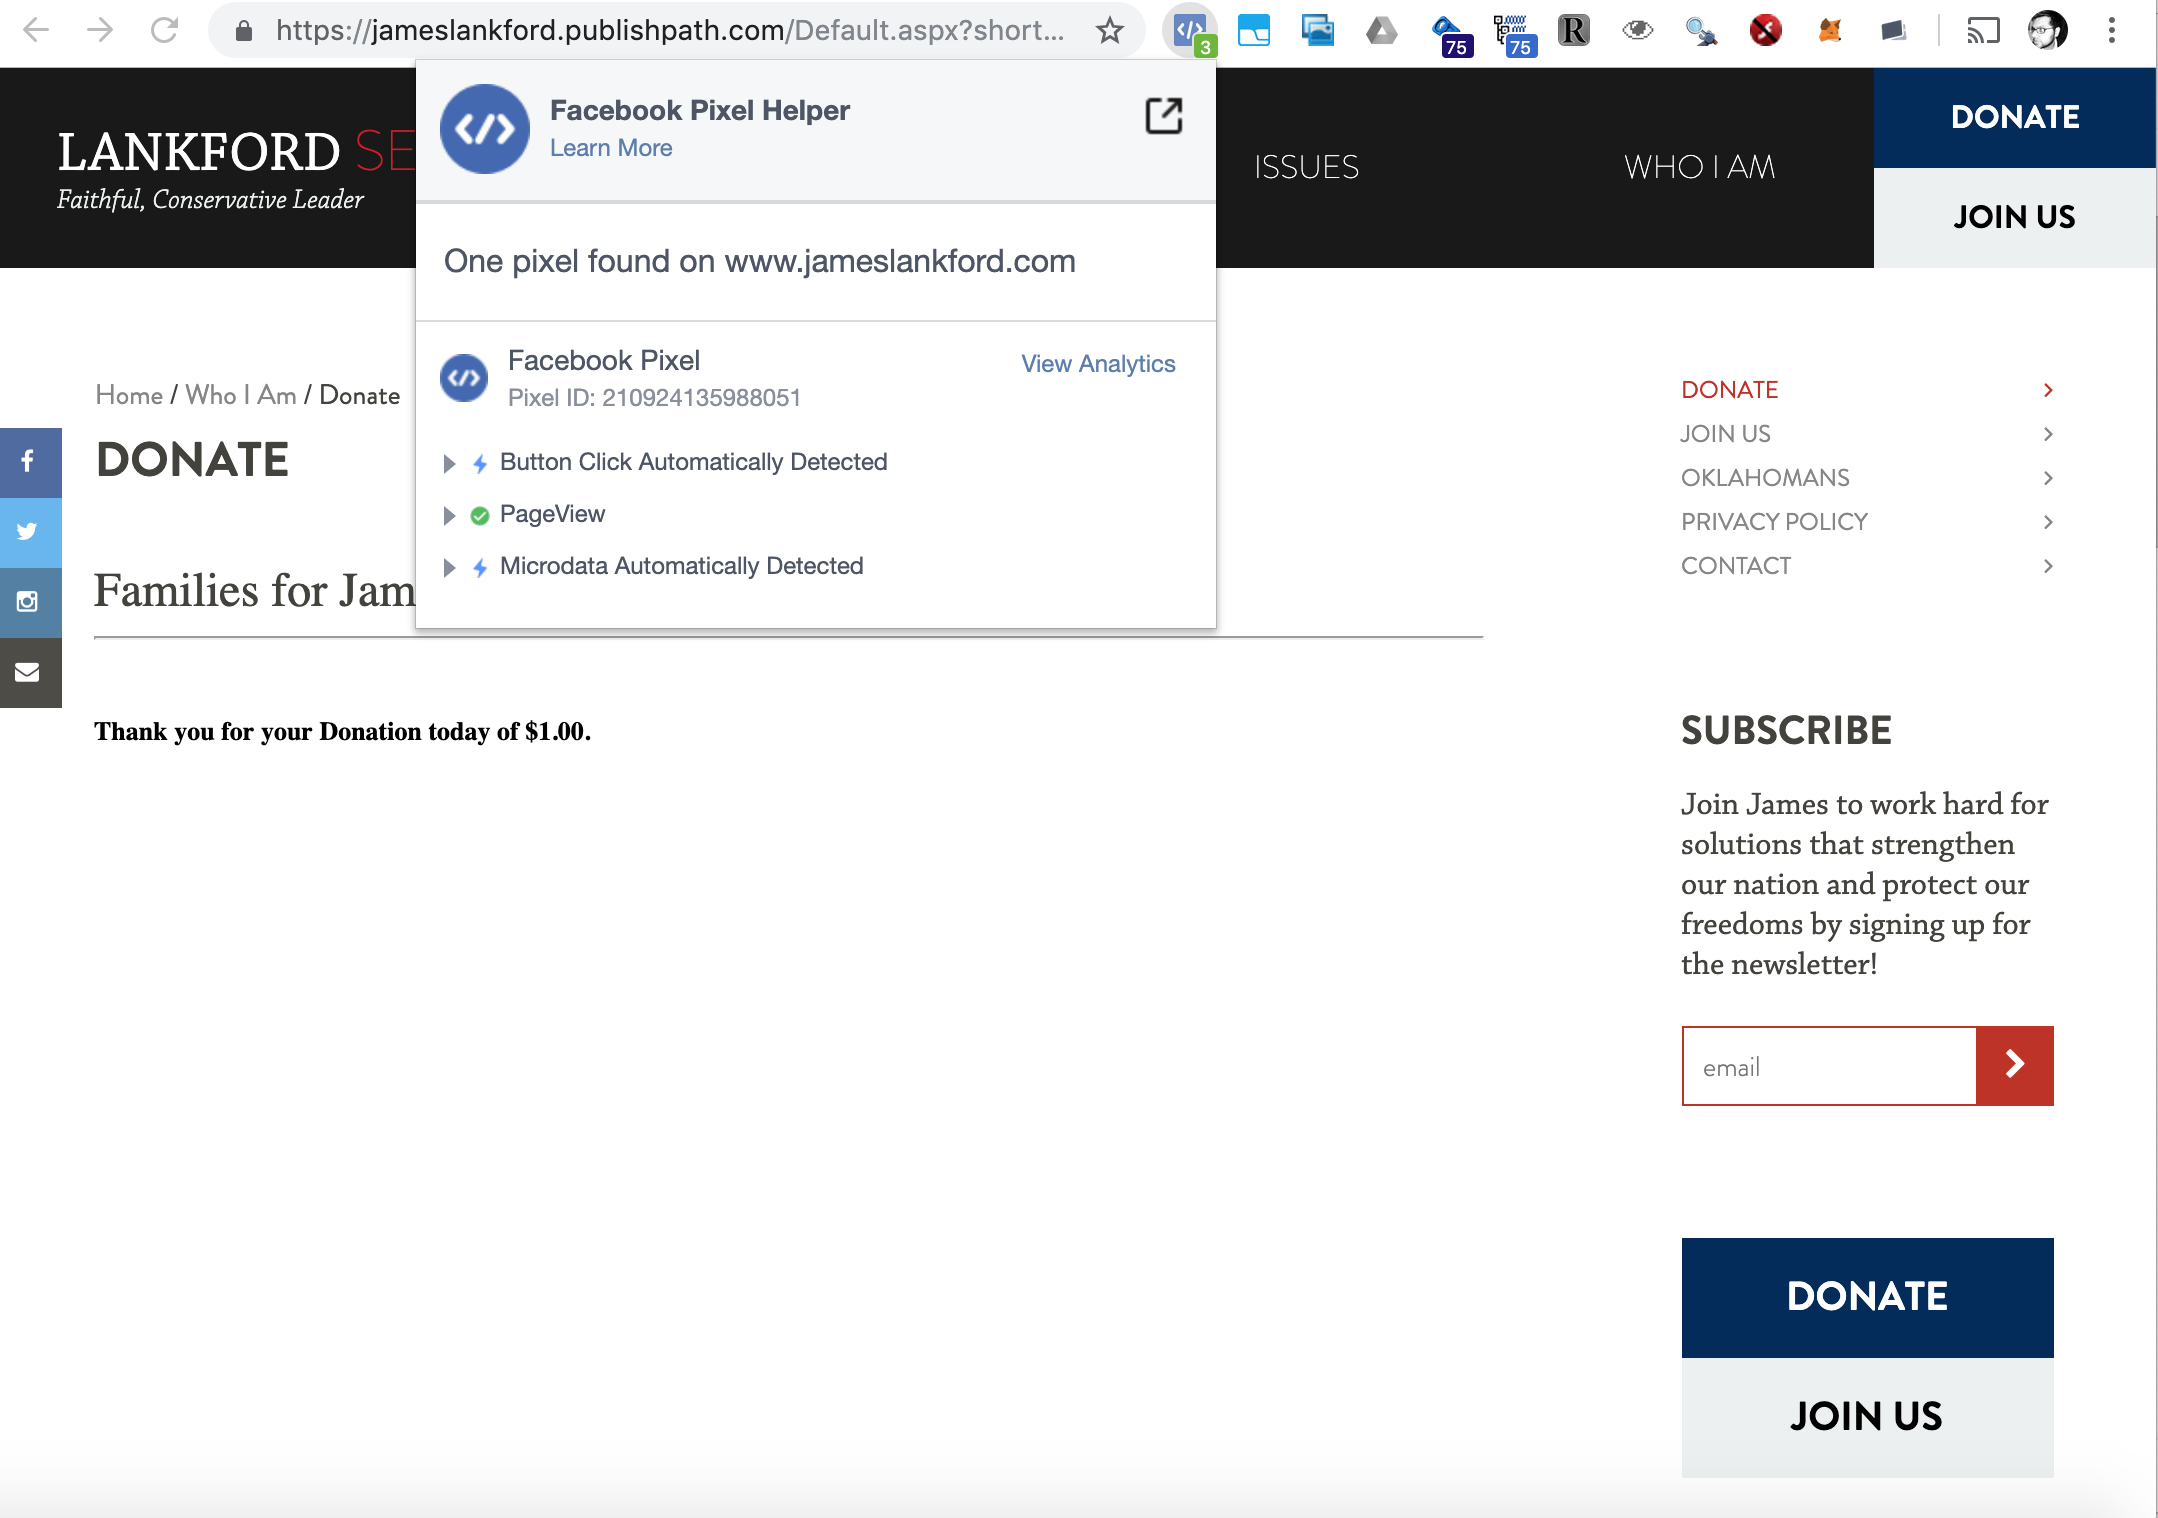 https://jameslankford.publishpath.com/Default.aspx?short...
3
75
75
R
LANKFORD SE
Faithful, Conservative Leader
ISSUES
WHO I AM
DONATE
JOIN US
Facebook Pixel Helper
Learn More
One pixel found on www.jameslankford.com
Facebook Pixel
View Analytics
Pixel ID: 210924135988051
Button Click Automatically Detected
PageView
Microdata Automatically Detected
Home / Who I Am / Donate
DONATE
Families for Jam
Thank you for your Donation today of $1.00.
DONATE
JOIN US
OKLAHOMANS
PRIVACY POLICY
CONTACT
SUBSCRIBE
Join James to work hard for
solutions that strengthen
our nation and protect our
freedoms by signing up for
the newsletter!
email
DONATE
JOIN US